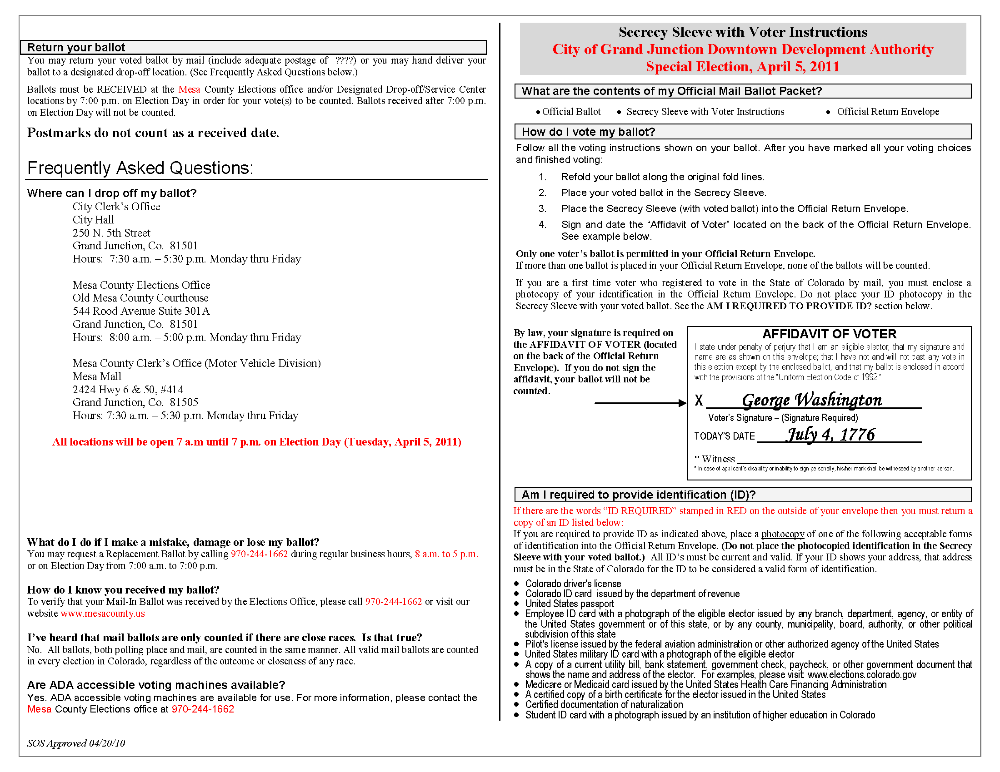 Return your ballot
You may return your voted ballot by mail (include adequate postage of ????) or you may hand deliver your
ballot to a designated drop-off location. (See Frequently Asked Questions below.)
Ballots must be RECEIVED at the Mesa County Elections office and/or Designated Drop-off/Service Center
locations by 7:00 p.m. on Election Day in order for your vote(s) to be counted. Ballots received after 7:00 p.m.
on Election Day will not be counted.
Postmarks do not count as a received date.
Frequently Asked Questions:
Where can I drop off my ballot?
City Clerk’s Office
City Hall
250 N. 5th Street
Grand Junction, Co. 81501
Hours: 7:30 a.m. – 5:30 p.m. Monday thru Friday
Mesa County Elections Office
Old Mesa County Courthouse
544 Rood Avenue Suite 301A
Grand Junction, Co. 81501
Hours: 8:00 a.m. – 5:00 p.m. Monday thru Friday
Mesa County Clerk’s Office (Motor Vehicle Division)
Mesa Mall
2424 Hwy 6 & 50, #414
Grand Junction, Co. 81505
Hours: 7:30 a.m. – 5:30 p.m. Monday thru Friday
All locations will be open 7 a.m until 7 p.m. on Election Day (Tuesday, April 5, 2011)
What do I do if I make a mistake, damage or lose my ballot?
You may request a Replacement Ballot by calling 970-244-1662 during regular business hours, 8 a.m. to 5 p.m.
or on Election Day from 7:00 a.m. to 7:00 p.m.
How do I know you received my ballot?
To verify that your Mail-In Ballot was received by the Elections Office, please call 970-244-1662 or visit our
website www.mesacounty.us
I’ve heard that mail ballots are only counted if there are close races. Is that true?
No. All ballots, both polling place and mail, are counted in the same manner. All valid mail ballots are counted
in every election in Colorado, regardless of the outcome or closeness of any race.
Are ADA accessible voting machines available?
Yes. ADA accessible voting machines are available for use. For more information, please contact the
Mesa County Elections office at 970-244-1662
SOS Approved 04/20/10
Secrecy Sleeve with Voter Instructions
City of Grand Junction Downtown Development Authority
Special Election, April 5, 2011
What are the contents of my Official Mail Ballot Packet?
• Official Ballot • Secrecy Sleeve with Voter Instructions • Official Return Envelope
How do I vote my ballot?
Follow all the voting instructions shown on your ballot. After you have marked all your voting choices
and finished voting:
1. Refold your ballot along the original fold lines.
2. Place your voted ballot in the Secrecy Sleeve.
3. Place the Secrecy Sleeve (with voted ballot) into the Official Return Envelope.
4. Sign and date the “Affidavit of Voter” located on the back of the Official Return Envelope.
See example below.
Only one voter’s ballot is permitted in your Official Return Envelope.
If more than one ballot is placed in your Official Return Envelope, none of the ballots will be counted.
If you are a first time voter who registered to vote in the State of Colorado by mail, you must enclose a
photocopy of your identification in the Official Return Envelope. Do not place your ID photocopy in the
Secrecy Sleeve with your voted ballot. See the AM I REQUIRED TO PROVIDE ID? section below.
By law, your signature is required on
the AFFIDAVIT OF VOTER (located
on the back of the Official Return
Envelope). If you do not sign the
affidavit, your ballot will not be
counted.
AFFIDAVIT OF VOTER
I state under penalty of perjury that I am an eligible elector; that my signature and
name are as shown on this envelope; that I have not and will not cast any vote in
this election except by the enclosed ballot, and that my ballot is enclosed in accord
with the provisions of the “Uniform Election Code of 1992.”
X George Washington
Voter’s Signature – (Signature Required)
TODAY’S DATE July 4, 1776
* Witness
* In case of applicant’s disability or inability to sign personally, his/her mark shall be witnessed by another person.
Am I required to provide identification (ID)?
If there are the words “ID REQUIRED” stamped in RED on the outside of your envelope then you must return a
copy of an ID listed below:
If you are required to provide ID as indicated above, place a photocopy of one of the following acceptable forms
of identification into the Official Return Envelope. (Do not place the photocopied identification in the Secrecy
Sleeve with your voted ballot.) All ID’s must be current and valid. If your ID shows your address, that address
must be in the State of Colorado for the ID to be considered a valid form of identification.
• Colorado driver's license
• Colorado ID card issued by the department of revenue
• United States passport
• Employee ID card with a photograph of the eligible elector issued by any branch, department, agency, or entity of
the United States government or of this state, or by any county, municipality, board, authority, or other political
subdivision of this state
• Pilot's license issued by the federal aviation administration or other authorized agency of the United States
• United States military ID card with a photograph of the eligible elector
• A copy of a current utility bill, bank statement, government check, paycheck, or other government document that
shows the name and address of the elector. For examples, please visit: www.elections.colorado.gov
• Medicare or Medicaid card issued by the United States Health Care Financing Administration
• A certified copy of a birth certificate for the elector issued in the United States
• Certified documentation of naturalization
• Student ID card with a photograph issued by an institution of higher education in Colorado